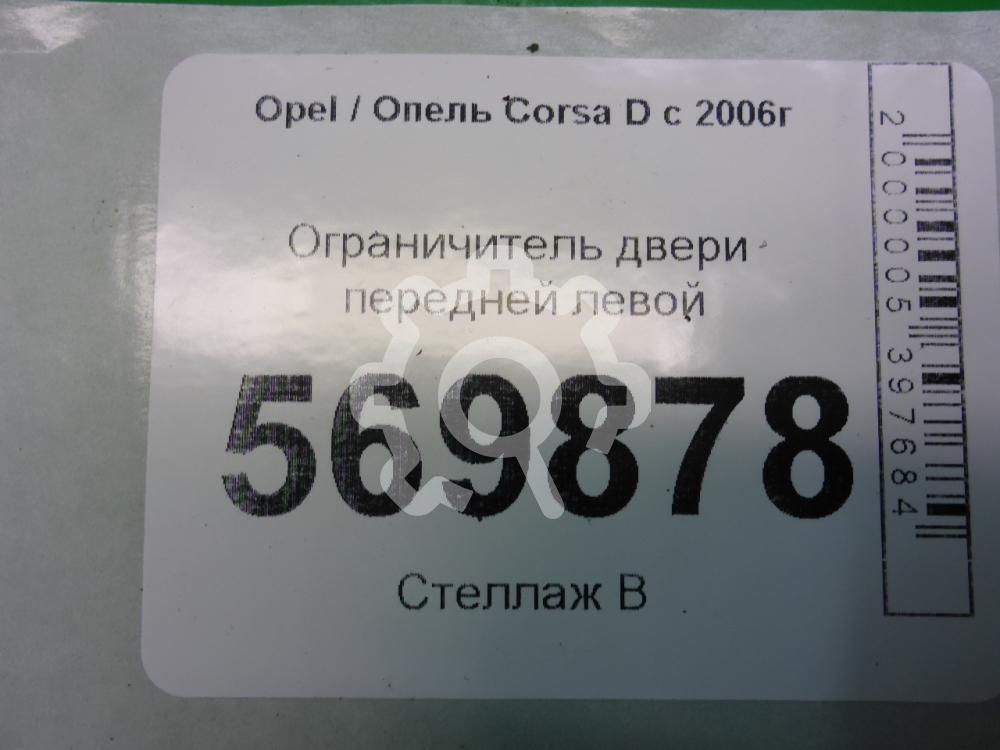 Opel / Опель Corsa D с 2006г
Ограничитель двери
передней левой
569878
Стеллаж В
2000005397684